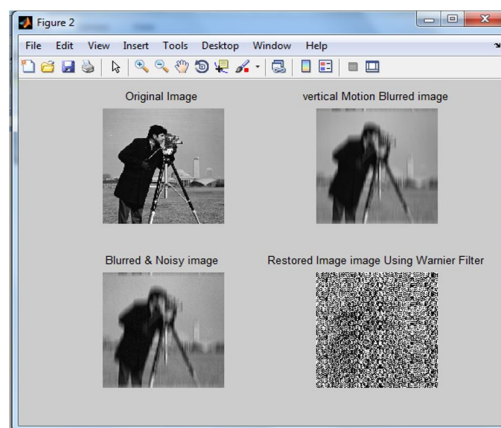 Figure 2
File Edit View Insert Tools Desktop Window Help
Original Image
vertical Motion Blurred image
Blurred & Noisy image
Restored Image image Using Warnier Filter